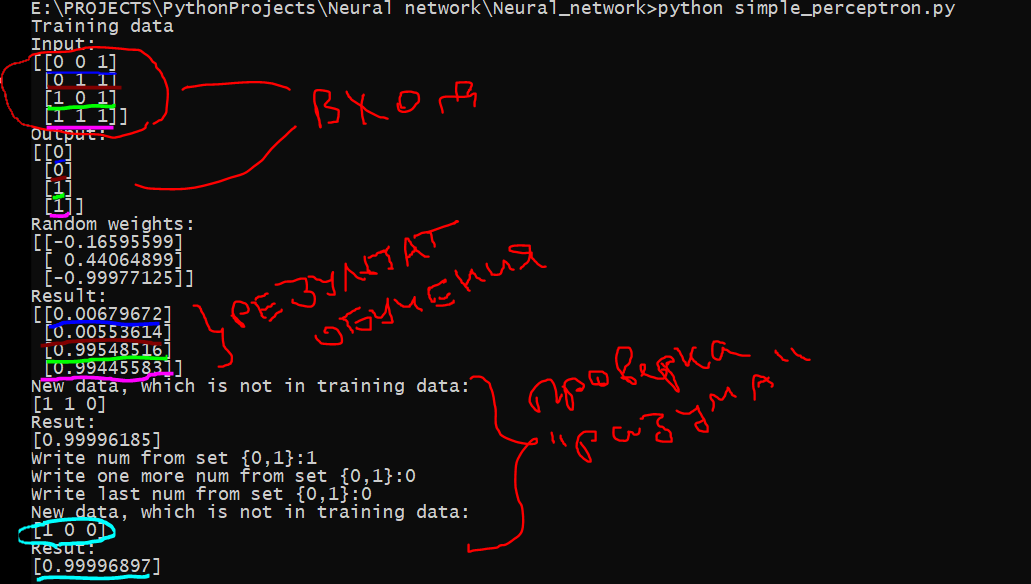 E:\PROJECTS\PythonProjects\Neural network\Neural_network>python simple_perceptron.py
Training data
Input:
[[0 0 1]
[0 1 1]
[1 0 1]
[1 1 1]]
вход
Output:
[[0]
[0]
[1]
[1]]
Random weights:
[[-0.16595599]
[ 0.44064899]
[-0.99977125]]
Result:
[[0.00679672]
[0.00553614]
[0.99548516]
[0.99445583]]
результат
обучения
New data, which is not in training data:
[1 1 0]
Resut:
[0.99996185]
Write num from set {0,1}:1
Write one more num from set {0,1}:0
Write last num from set {0,1}:0
New data, which is not in training data:
[1 0 0]
Resut:
[0.99996897]
проверка и